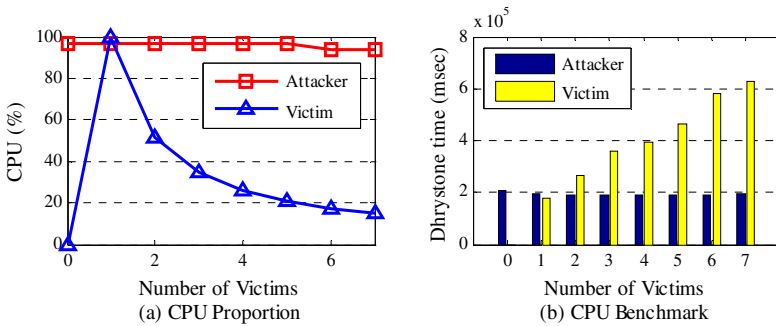 100
80
60
40
20
0
CPU (%)
Attacker
Victim
0 2 4 6
Number of Victims
(a) CPU Proportion
x 10^5
8
6
4
2
0
Dhrystone time (msec)
Attacker
Victim
0 1 2 3 4 5 6 7
Number of Victims
(b) CPU Benchmark